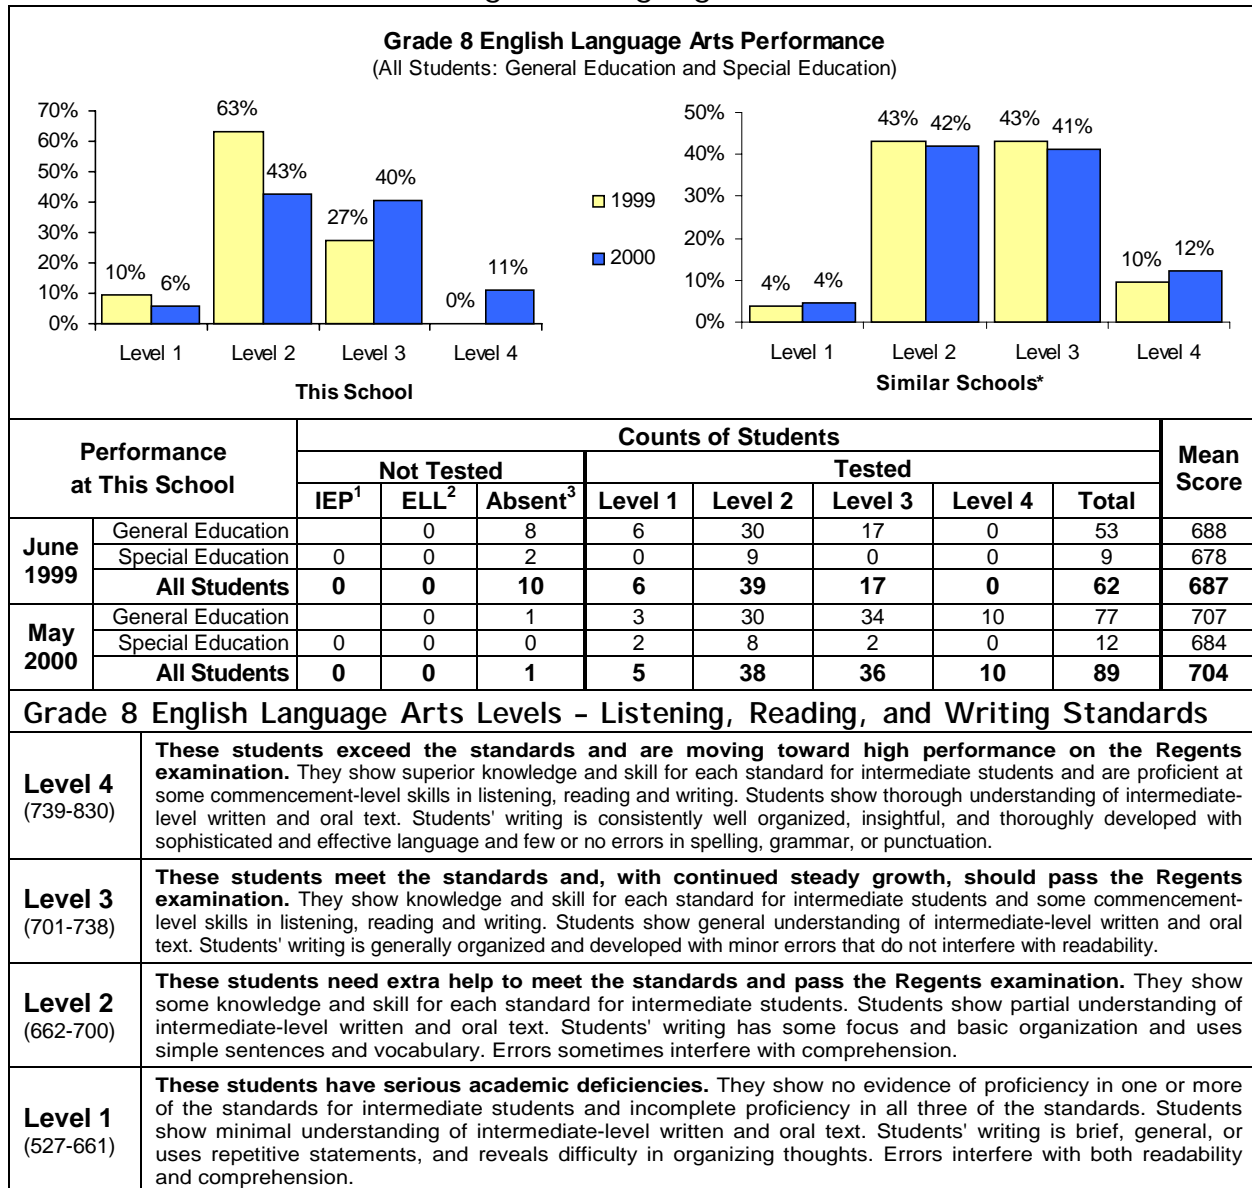 Grade 8 English Language Arts Performance
(All Students: General Education and Special Education)
70%
60%
50%
40%
30%
20%
10%
0%
10%
6%
63%
43%
27%
40%
0%
11%
Level 1
Level 2
Level 3
Level 4
This School
1999
2000
50%
40%
30%
20%
10%
0%
4%
4%
43%
42%
43%
41%
10%
12%
Level 1
Level 2
Level 3
Level 4
Similar Schools*
Performance
at This School
Counts of Students
Mean
Score
Not Tested
Tested
IEP1 ELL2 Absent3 Level 1 Level 2 Level 3 Level 4 Total
June
1999
General Education 0 8 6 30 17 0 53 688
Special Education 0 0 2 0 9 0 0 9 678
All Students 0 0 10 6 39 17 0 62 687
May
2000
General Education 0 1 3 30 34 10 77 707
Special Education 0 0 0 2 8 2 0 12 684
All Students 0 0 1 5 38 36 10 89 704
Grade 8 English Language Arts Levels – Listening, Reading, and Writing Standards
Level 4
(739-830)
These students exceed the standards and are moving toward high performance on the Regents
examination. They show superior knowledge and skill for each standard for intermediate students and are proficient at
some commencement-level skills in listening, reading and writing. Students show thorough understanding of intermediate-
level written and oral text. Students' writing is consistently well organized, insightful, and thoroughly developed with
sophisticated and effective language and few or no errors in spelling, grammar, or punctuation.
Level 3
(701-738)
These students meet the standards and, with continued steady growth, should pass the Regents
examination. They show knowledge and skill for each standard for intermediate students and some commencement-
level skills in listening, reading and writing. Students show general understanding of intermediate-level written and oral
text. Students' writing is generally organized and developed with minor errors that do not interfere with readability.
Level 2
(662-700)
These students need extra help to meet the standards and pass the Regents examination. They show
some knowledge and skill for each standard for intermediate students. Students show partial understanding of
intermediate-level written and oral text. Students' writing has some focus and basic organization and uses
simple sentences and vocabulary. Errors sometimes interfere with comprehension.
Level 1
(527-661)
These students have serious academic deficiencies. They show no evidence of proficiency in one or more
of the standards for intermediate students and incomplete proficiency in all three of the standards. Students
show minimal understanding of intermediate-level written and oral text. Students' writing is brief, general, or
uses repetitive statements, and reveals difficulty in organizing thoughts. Errors interfere with both readability
and comprehension.